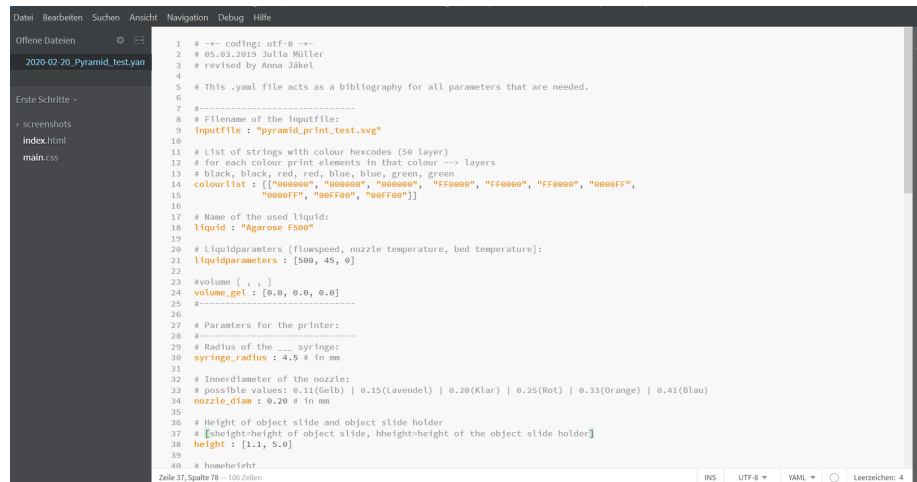 Datei Bearbeiten Suchen Ansicht Navigation Debug Hilfe
Offene Dateien
2020-02-20_Pyramid_test.yam
Erste Schritte
screenshots
index.html
main.css
1 # -*- coding: utf-8 -*-
2 # 05.03.2019 Julia Müller
3 # revised by Anna Jäkel
4
5 # This .yaml file acts as a bibliography for all parameters that are needed.
6
7 #------------------------------
8 # Filename of the inputfile:
9 inputfile : "pyramid_print_test.svg"
10
11 # List of strings with colour hexcodes (50 layer)
12 # for each colour print elements in that colour --> layers
13 # black, black, red, red, blue, blue, green, green
14 colourlist : [["000000", "000000", "000000", "FF0000", "FF0000", "FF0000", "0000FF",
15 "0000FF", "00FF00", "00FF00"]]
16
17 # Name of the used liquid:
18 liquid : "Agarose F500"
19
20 # Liquidparamters [flowspeed, nozzle temperature, bed temperature]:
21 liquidparameters : [500, 45, 0]
22
23 #volume [ , , ]
24 volume_gel : [0.0, 0.0, 0.0]
25 #------------------------------
26
27 # Paramters for the printer:
28 #------------------------------
29 # Radius of the ___ syringe:
30 syringe_radius : 4.5 # in mm
31
32 # Innerdiameter of the nozzle:
33 # possible values: 0.11(Gelb) | 0.15(Lavendel) | 0.20(Klar) | 0.25(Rot) | 0.33(Orange) | 0.41(Blau)
34 nozzle_diam : 0.20 # in mm
35
36 # Height of object slide and object slide holder
37 # [sheight=height of object slide, hheight=height of the object slide holder]
38 height : [1.1, 5.0]
39
40 # homeheight
Zeile 37, Spalte 78 — 106 Zeilen INS UTF-8 YAML Leerzeichen: 4